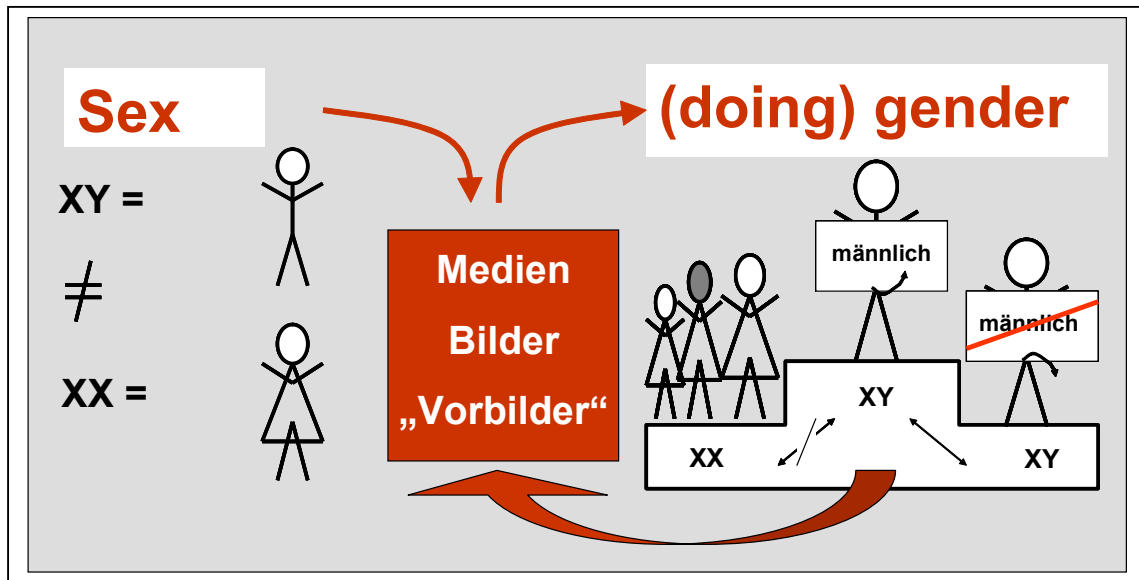 Sex
(doing) gender
XY =
≠
XX =
Medien
Bilder
„Vorbilder“
männlich
männlich
XY
XX
XY